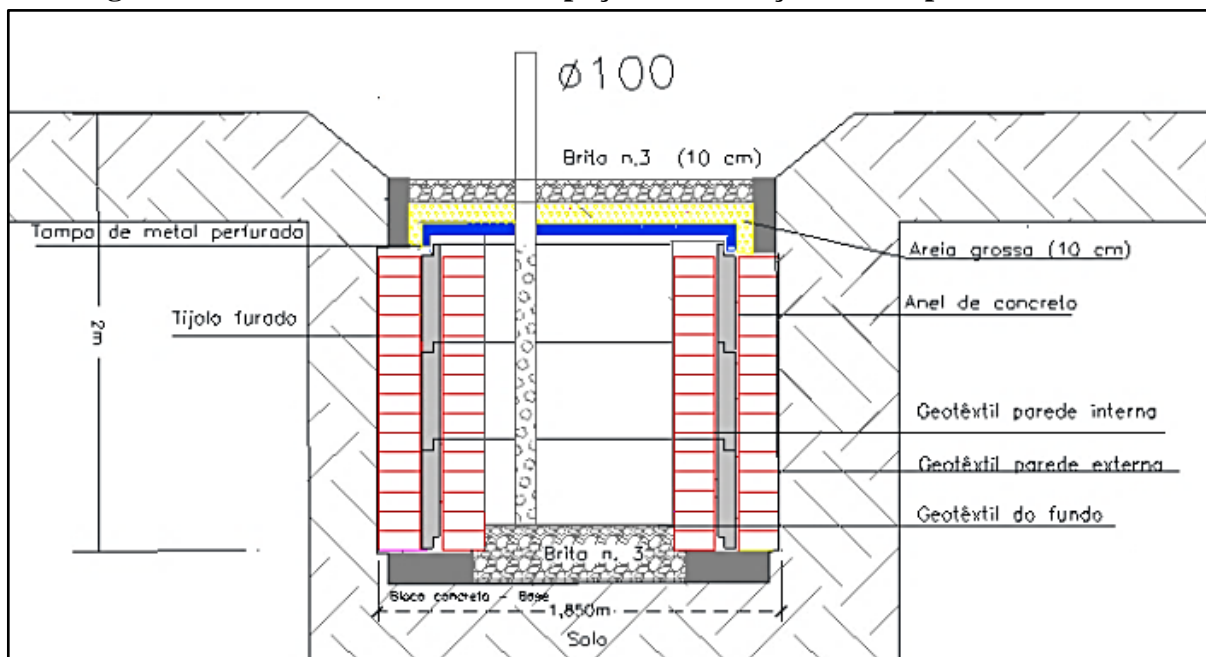 ø100
Brita n.3 (10 cm)
Tampa de metal perfurada
Areia grossa (10 cm)
Anel de concreto
Tijolo furado
2m
Geotêxtil parede interna
Geotêxtil parede externa
Geotêxtil do fundo
Brita n. 3
Bloco concreto - Base
1,850m
Solo